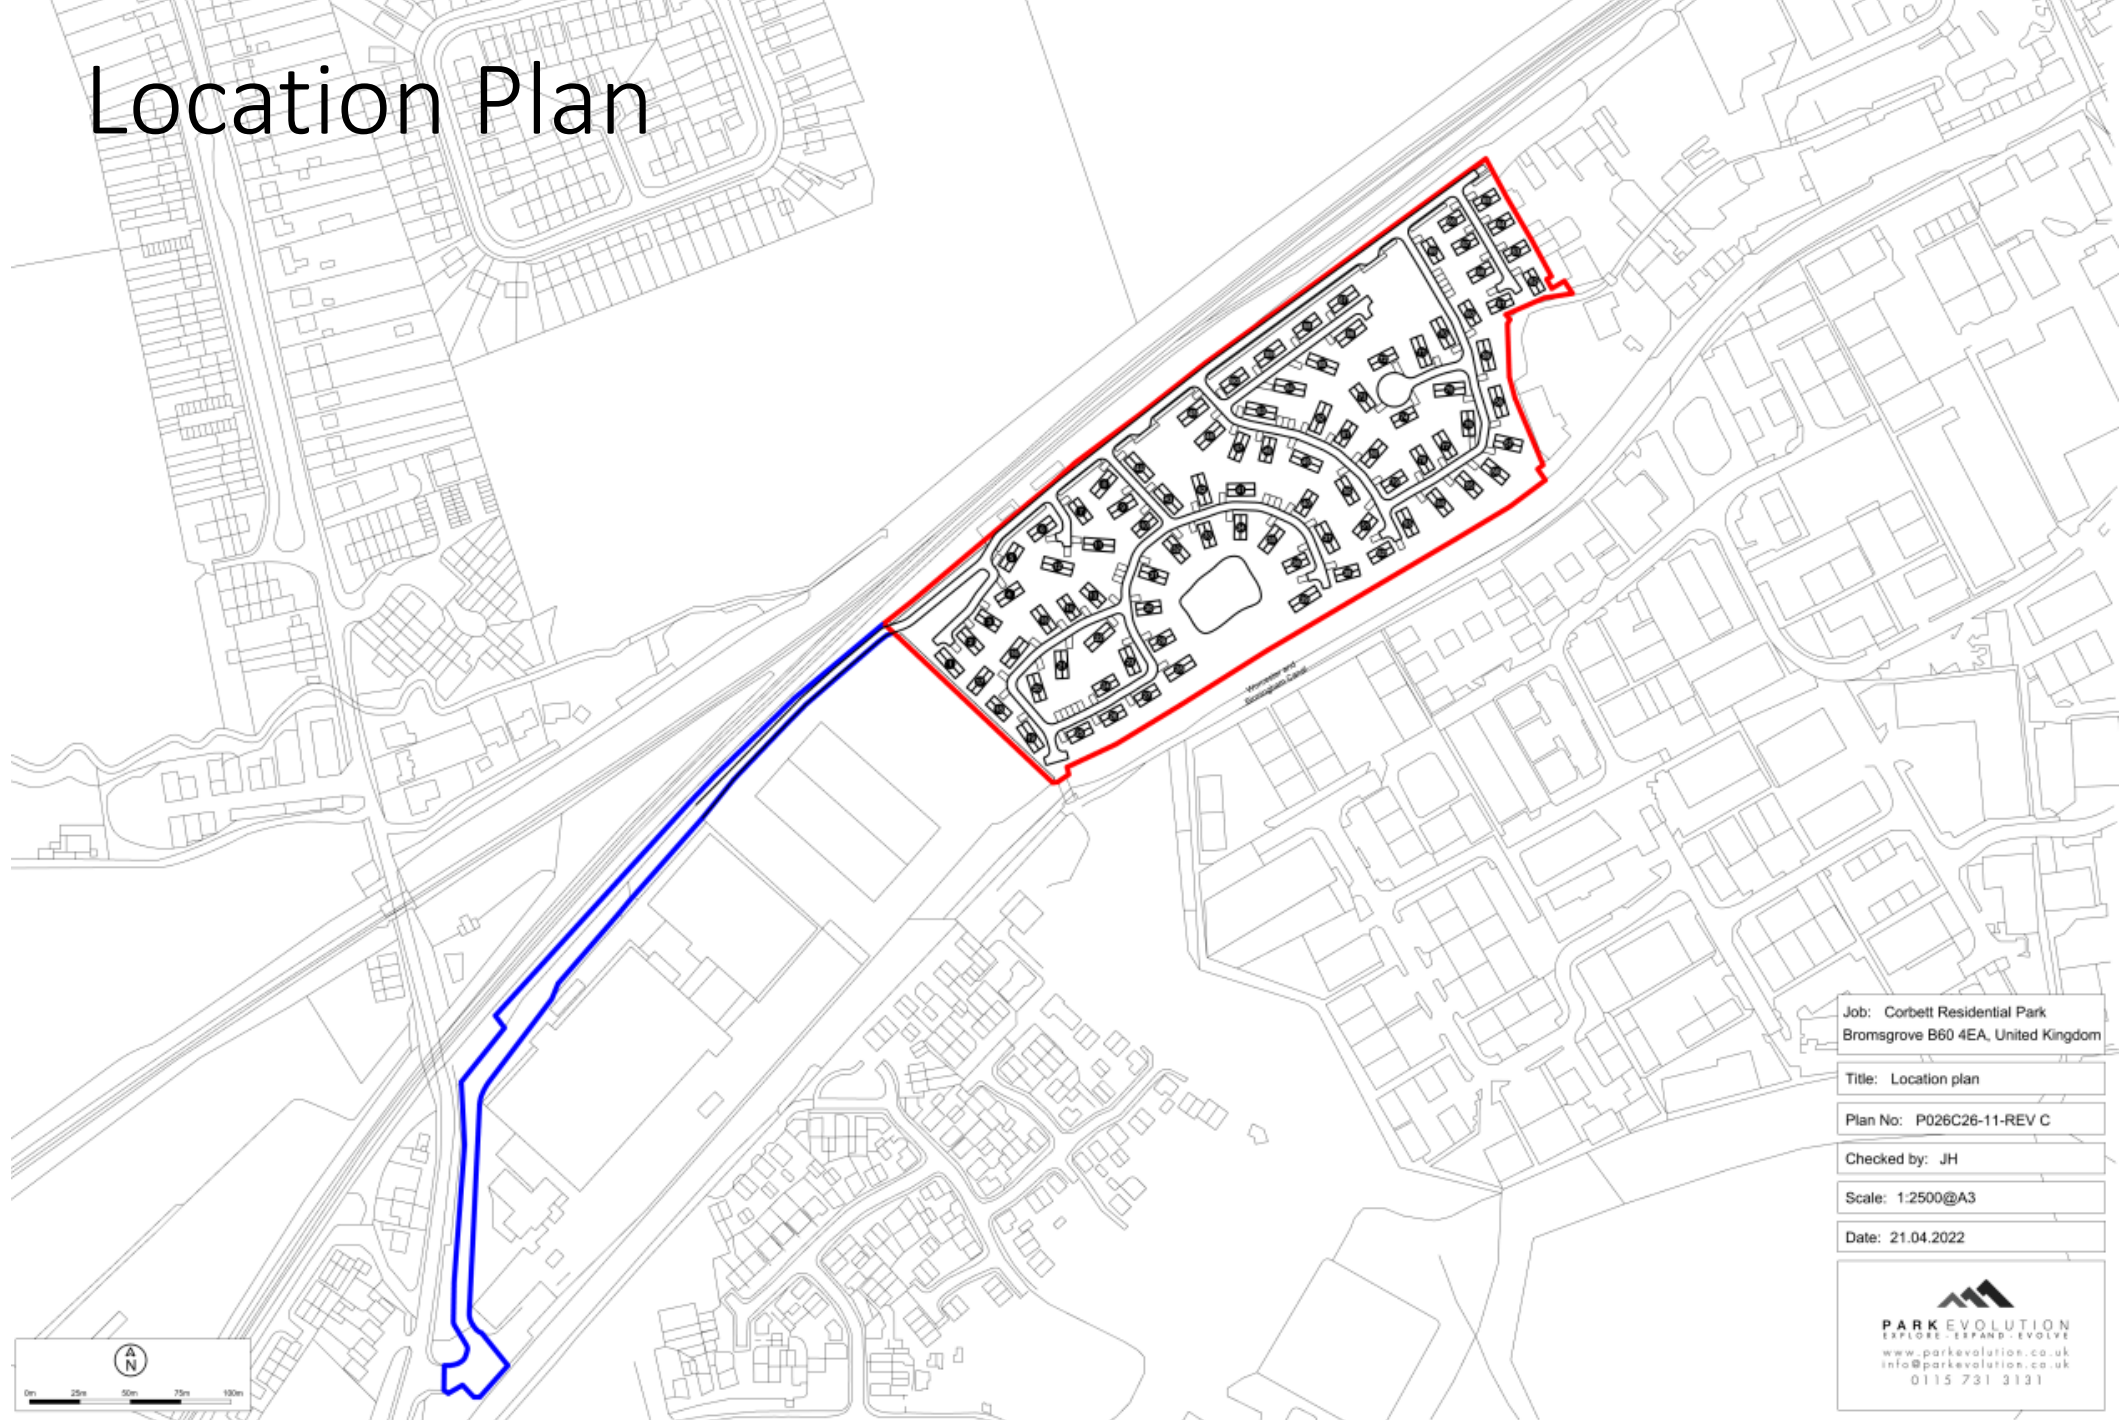 Location Plan
Worcester and
Birmingham Canal
Job: Corbett Residential Park
Bromsgrove B60 4EA, United Kingdom
Title: Location plan
Plan No: P026C26-11-REV C
Checked by: JH
Scale: 1:2500@A3
Date: 21.04.2022
PARK EVOLUTION
EXPLORE - EXPAND - EVOLVE
www.parkevolution.co.uk
info@parkevolution.co.uk
0115 731 3131
N
0m 25m 50m 75m 100m